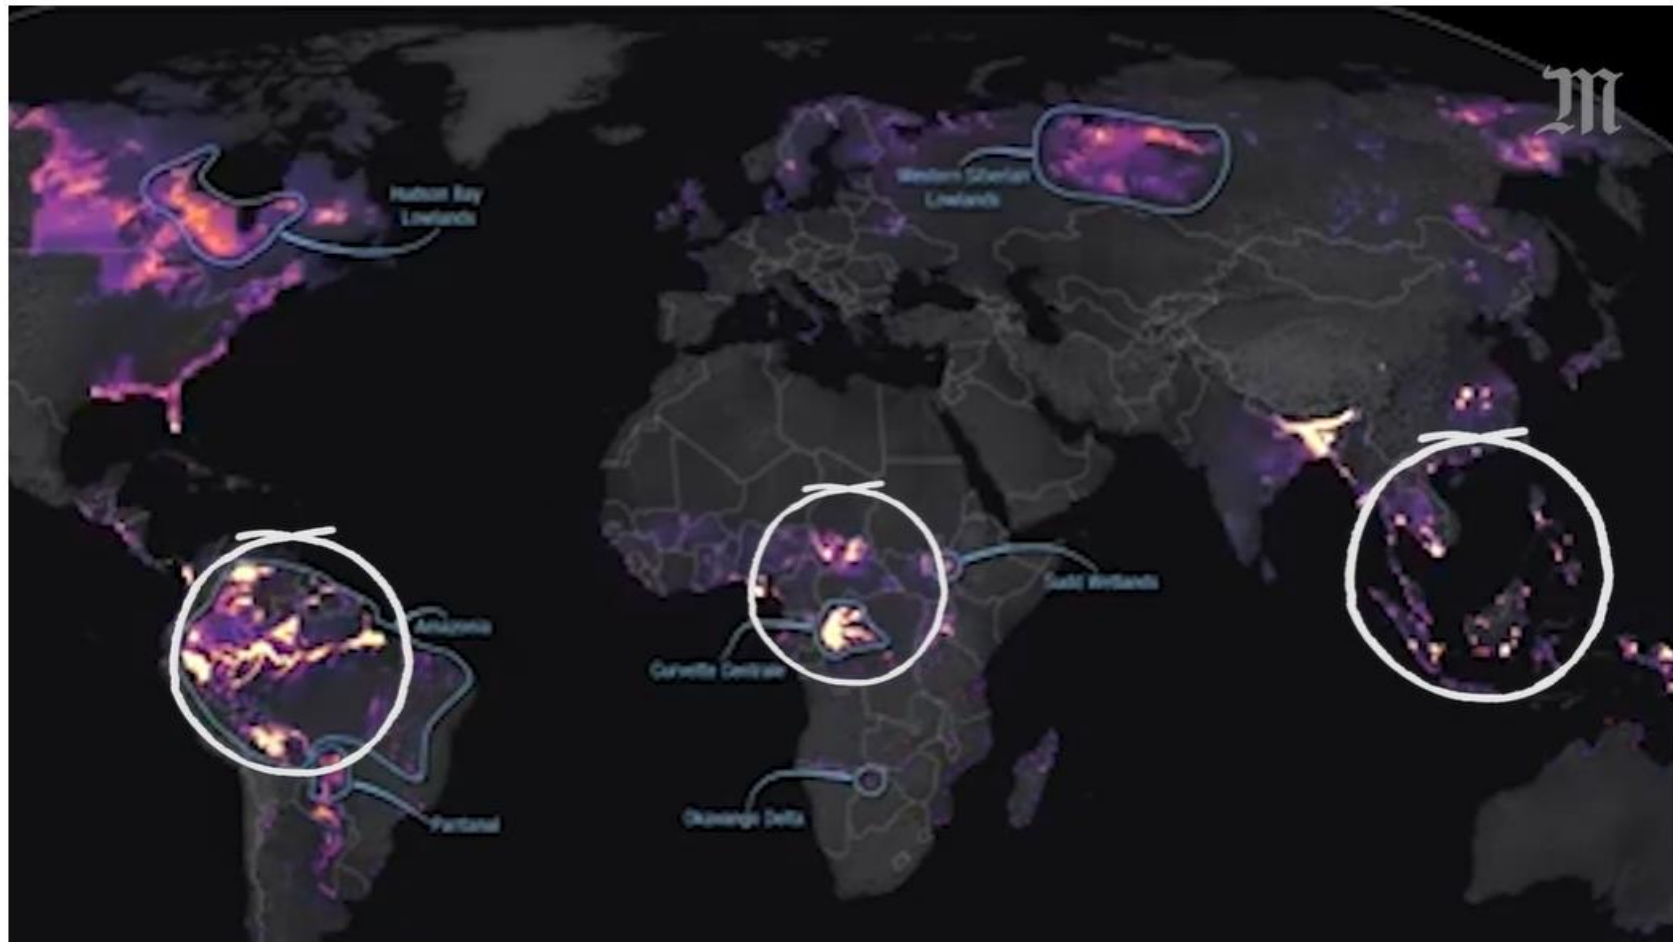 M
Hudson Bay
Lowlands
Western Siberian
Lowlands
Amazonia
Sudd Wetlands
Cuvette Centrale
Okavango Delta
Pantanal